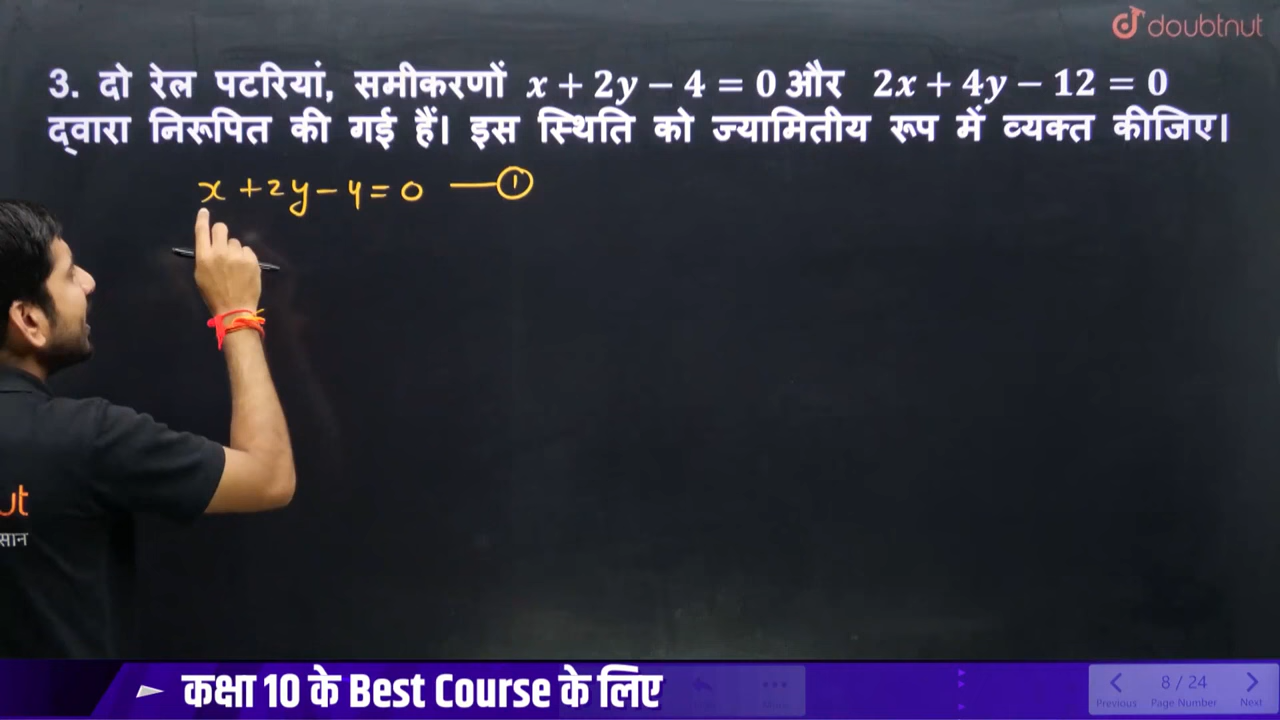 doubtnut
3. दो रेल पटरियां, समीकरणों x + 2y − 4 = 0 और 2x + 4y − 12 = 0
द्वारा निरूपित की गई हैं। इस स्थिति को ज्यामितीय रूप में व्यक्त कीजिए।
x + 2y − 4 = 0 — ①
ut
सान
कक्षा 10 के Best Course के लिए
8 / 24
Previous Page Number Next